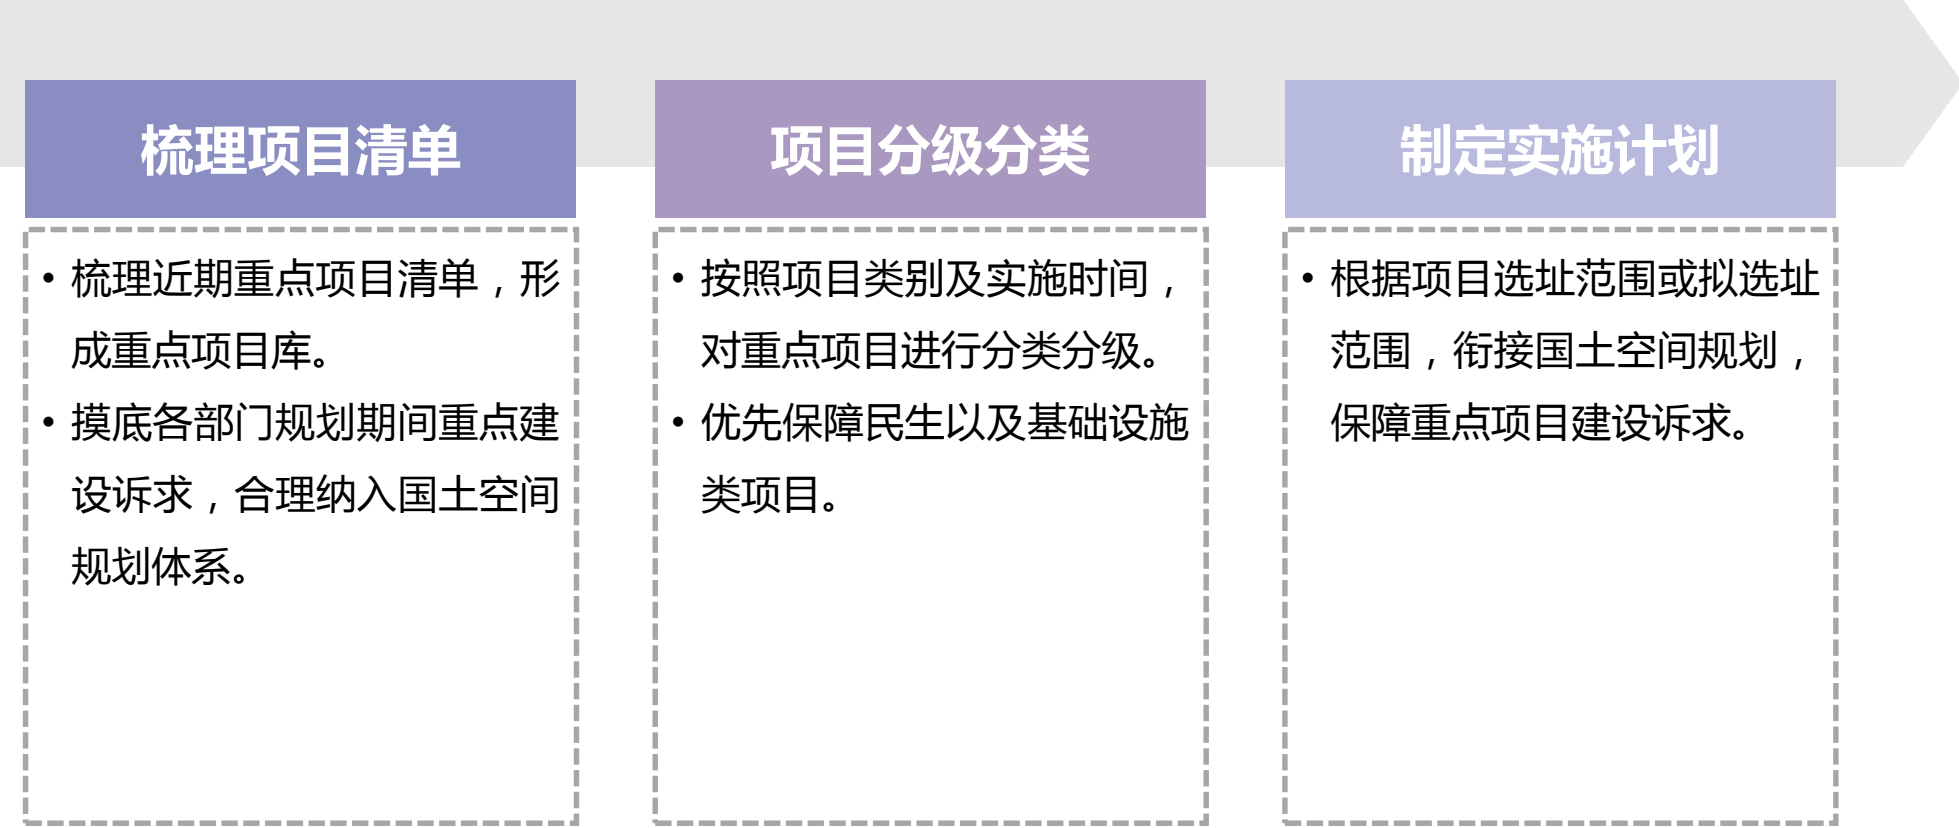 梳理项目清单
• 梳理近期重点项目清单，形
成重点项目库。
• 摸底各部门规划期间重点建
设诉求，合理纳入国土空间
规划体系。
项目分级分类
• 按照项目类别及实施时间，
对重点项目进行分类分级。
• 优先保障民生以及基础设施
类项目。
制定实施计划
• 根据项目选址范围或拟选址
范围，衔接国土空间规划，
保障重点项目建设诉求。